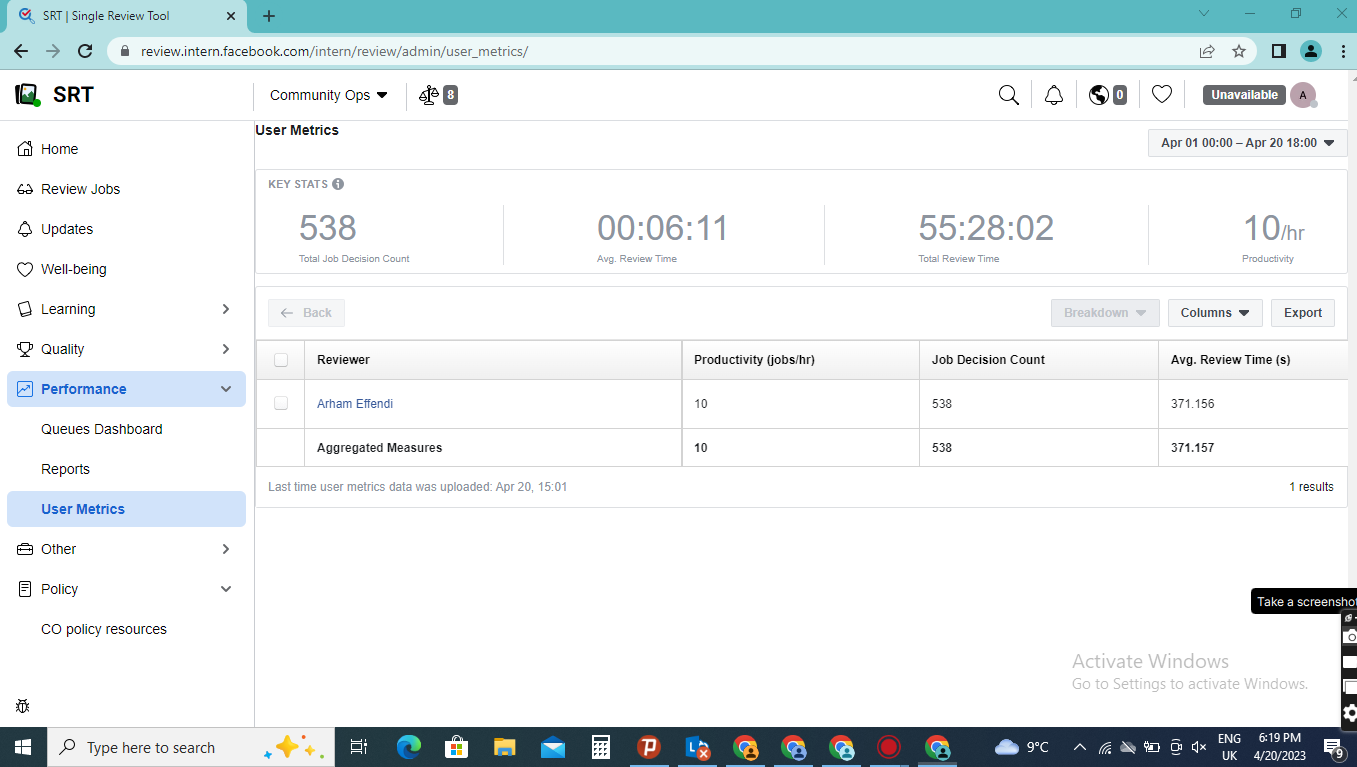 SRT | Single Review Tool
review.intern.facebook.com/intern/review/admin/user_metrics/
SRT
Community Ops
8
0
Unavailable
A
Home
Review Jobs
Updates
Well-being
Learning
Quality
Performance
Queues Dashboard
Reports
User Metrics
Other
Policy
CO policy resources
User Metrics
Apr 01 00:00 – Apr 20 18:00
KEY STATS
538
Total Job Decision Count
00:06:11
Avg. Review Time
55:28:02
Total Review Time
10/hr
Productivity
Back
Breakdown
Columns
Export
Reviewer Productivity (jobs/hr) Job Decision Count Avg. Review Time (s)
Arham Effendi 10 538 371.156
Aggregated Measures 10 538 371.157
Last time user metrics data was uploaded: Apr 20, 15:01
1 results
Take a screenshot
Activate Windows
Go to Settings to activate Windows.
Type here to search
9°C
ENG
UK
6:19 PM
4/20/2023
9